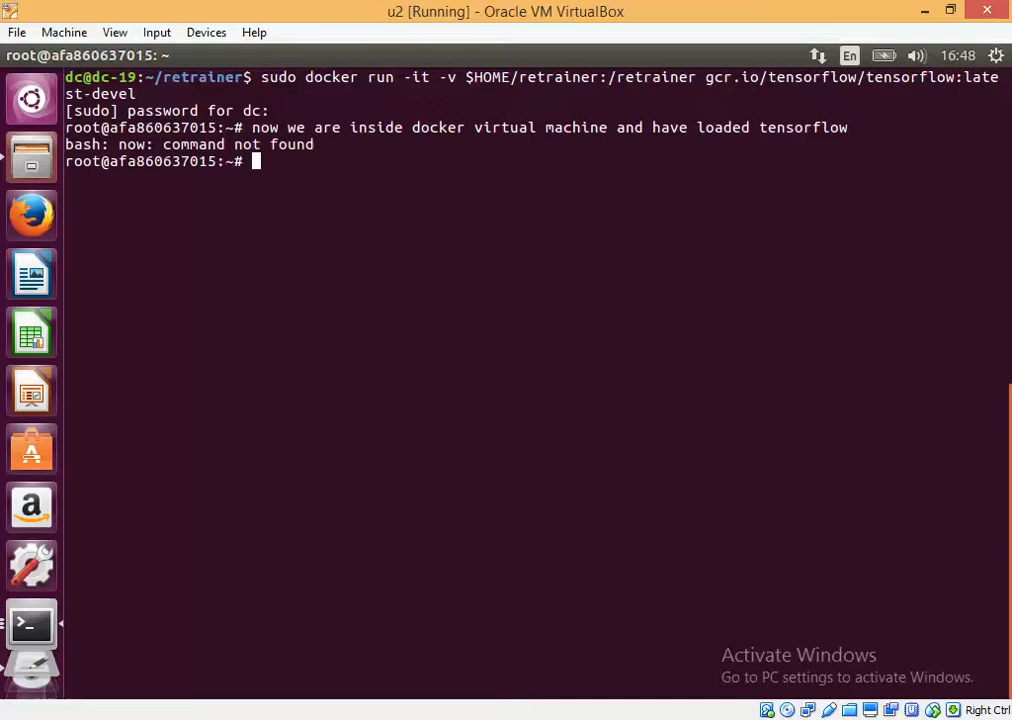 u2 [Running] - Oracle VM VirtualBox
File Machine View Input Devices Help
root@afa860637015: ~
En
16:48
dc@dc-19:~/retrainer$ sudo docker run -it -v $HOME/retrainer:/retrainer gcr.io/tensorflow/tensorflow:late
st-devel
[sudo] password for dc:
root@afa860637015:~# now we are inside docker virtual machine and have loaded tensorflow
bash: now: command not found
root@afa860637015:~#
A
a
>_
Activate Windows
Go to PC settings to activate Windows.
Right Ctrl